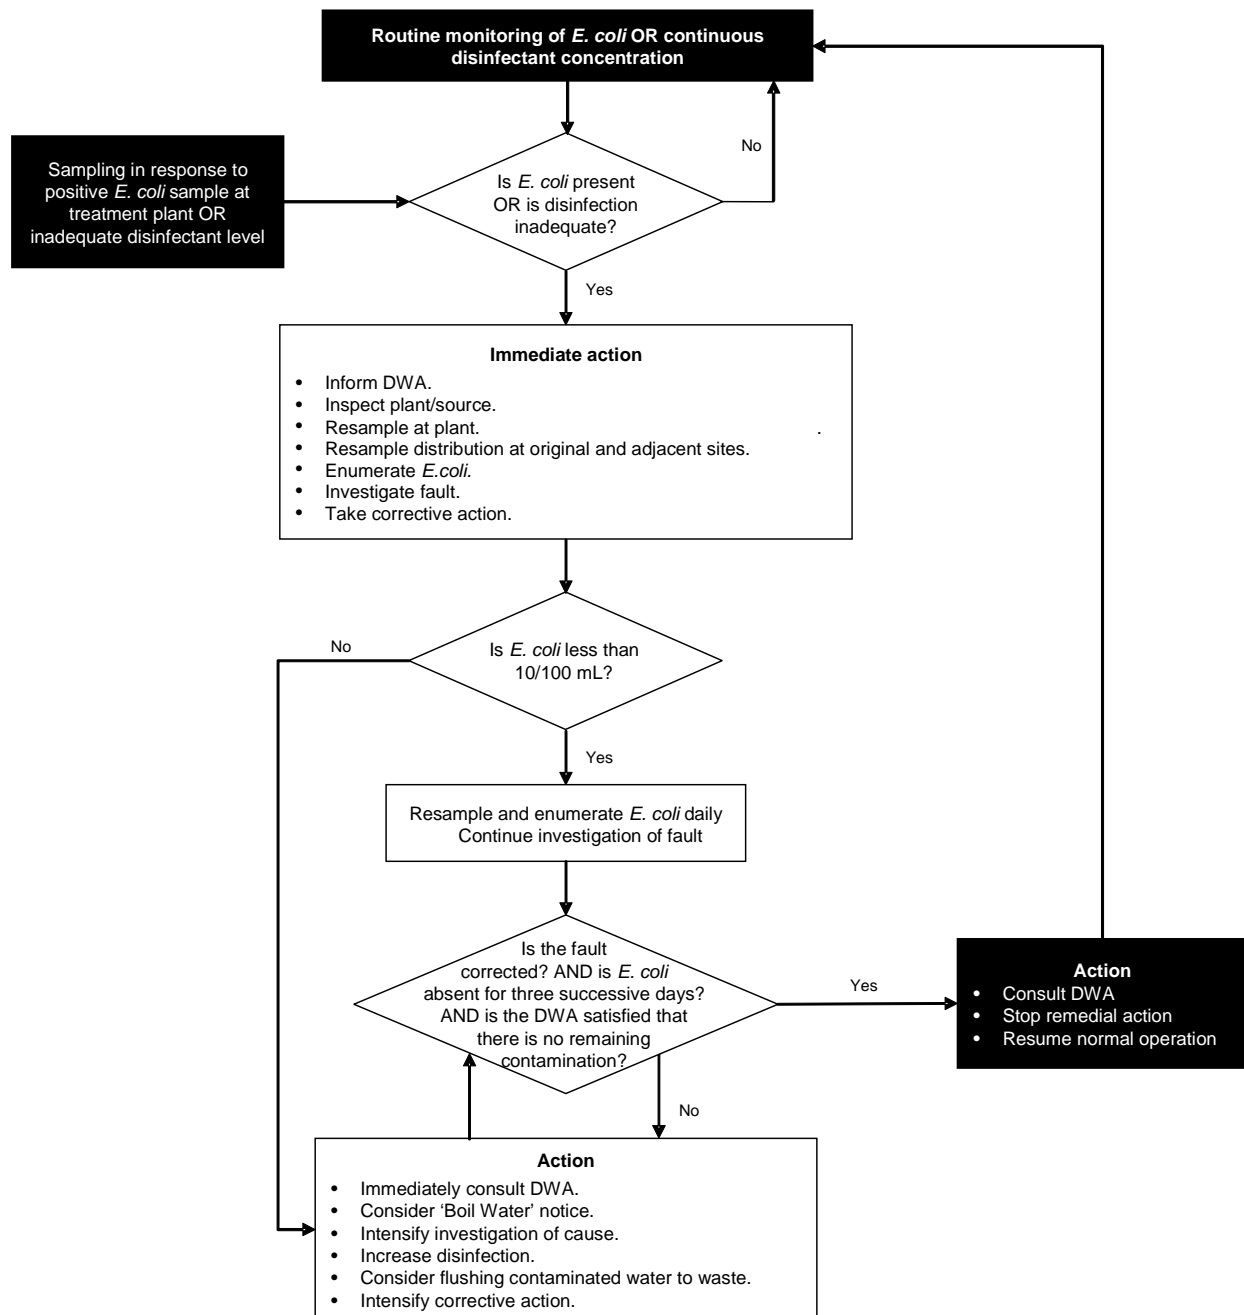 Routine monitoring of E. coli OR continuous
disinfectant concentration
No
Sampling in response to
positive E. coli sample at
treatment plant OR
inadequate disinfectant level
Is E. coli present
OR is disinfection
inadequate?
Yes
Immediate action
• Inform DWA.
• Inspect plant/source.
• Resample at plant. .
• Resample distribution at original and adjacent sites.
• Enumerate E.coli.
• Investigate fault.
• Take corrective action.
No
Is E. coli less than
10/100 mL?
Yes
Resample and enumerate E. coli daily
Continue investigation of fault
Is the fault
corrected? AND is E. coli
absent for three successive days?
AND is the DWA satisfied that
there is no remaining
contamination?
Yes
Action
• Consult DWA
• Stop remedial action
• Resume normal operation
No
Action
• Immediately consult DWA.
• Consider ‘Boil Water’ notice.
• Intensify investigation of cause.
• Increase disinfection.
• Consider flushing contaminated water to waste.
• Intensify corrective action.